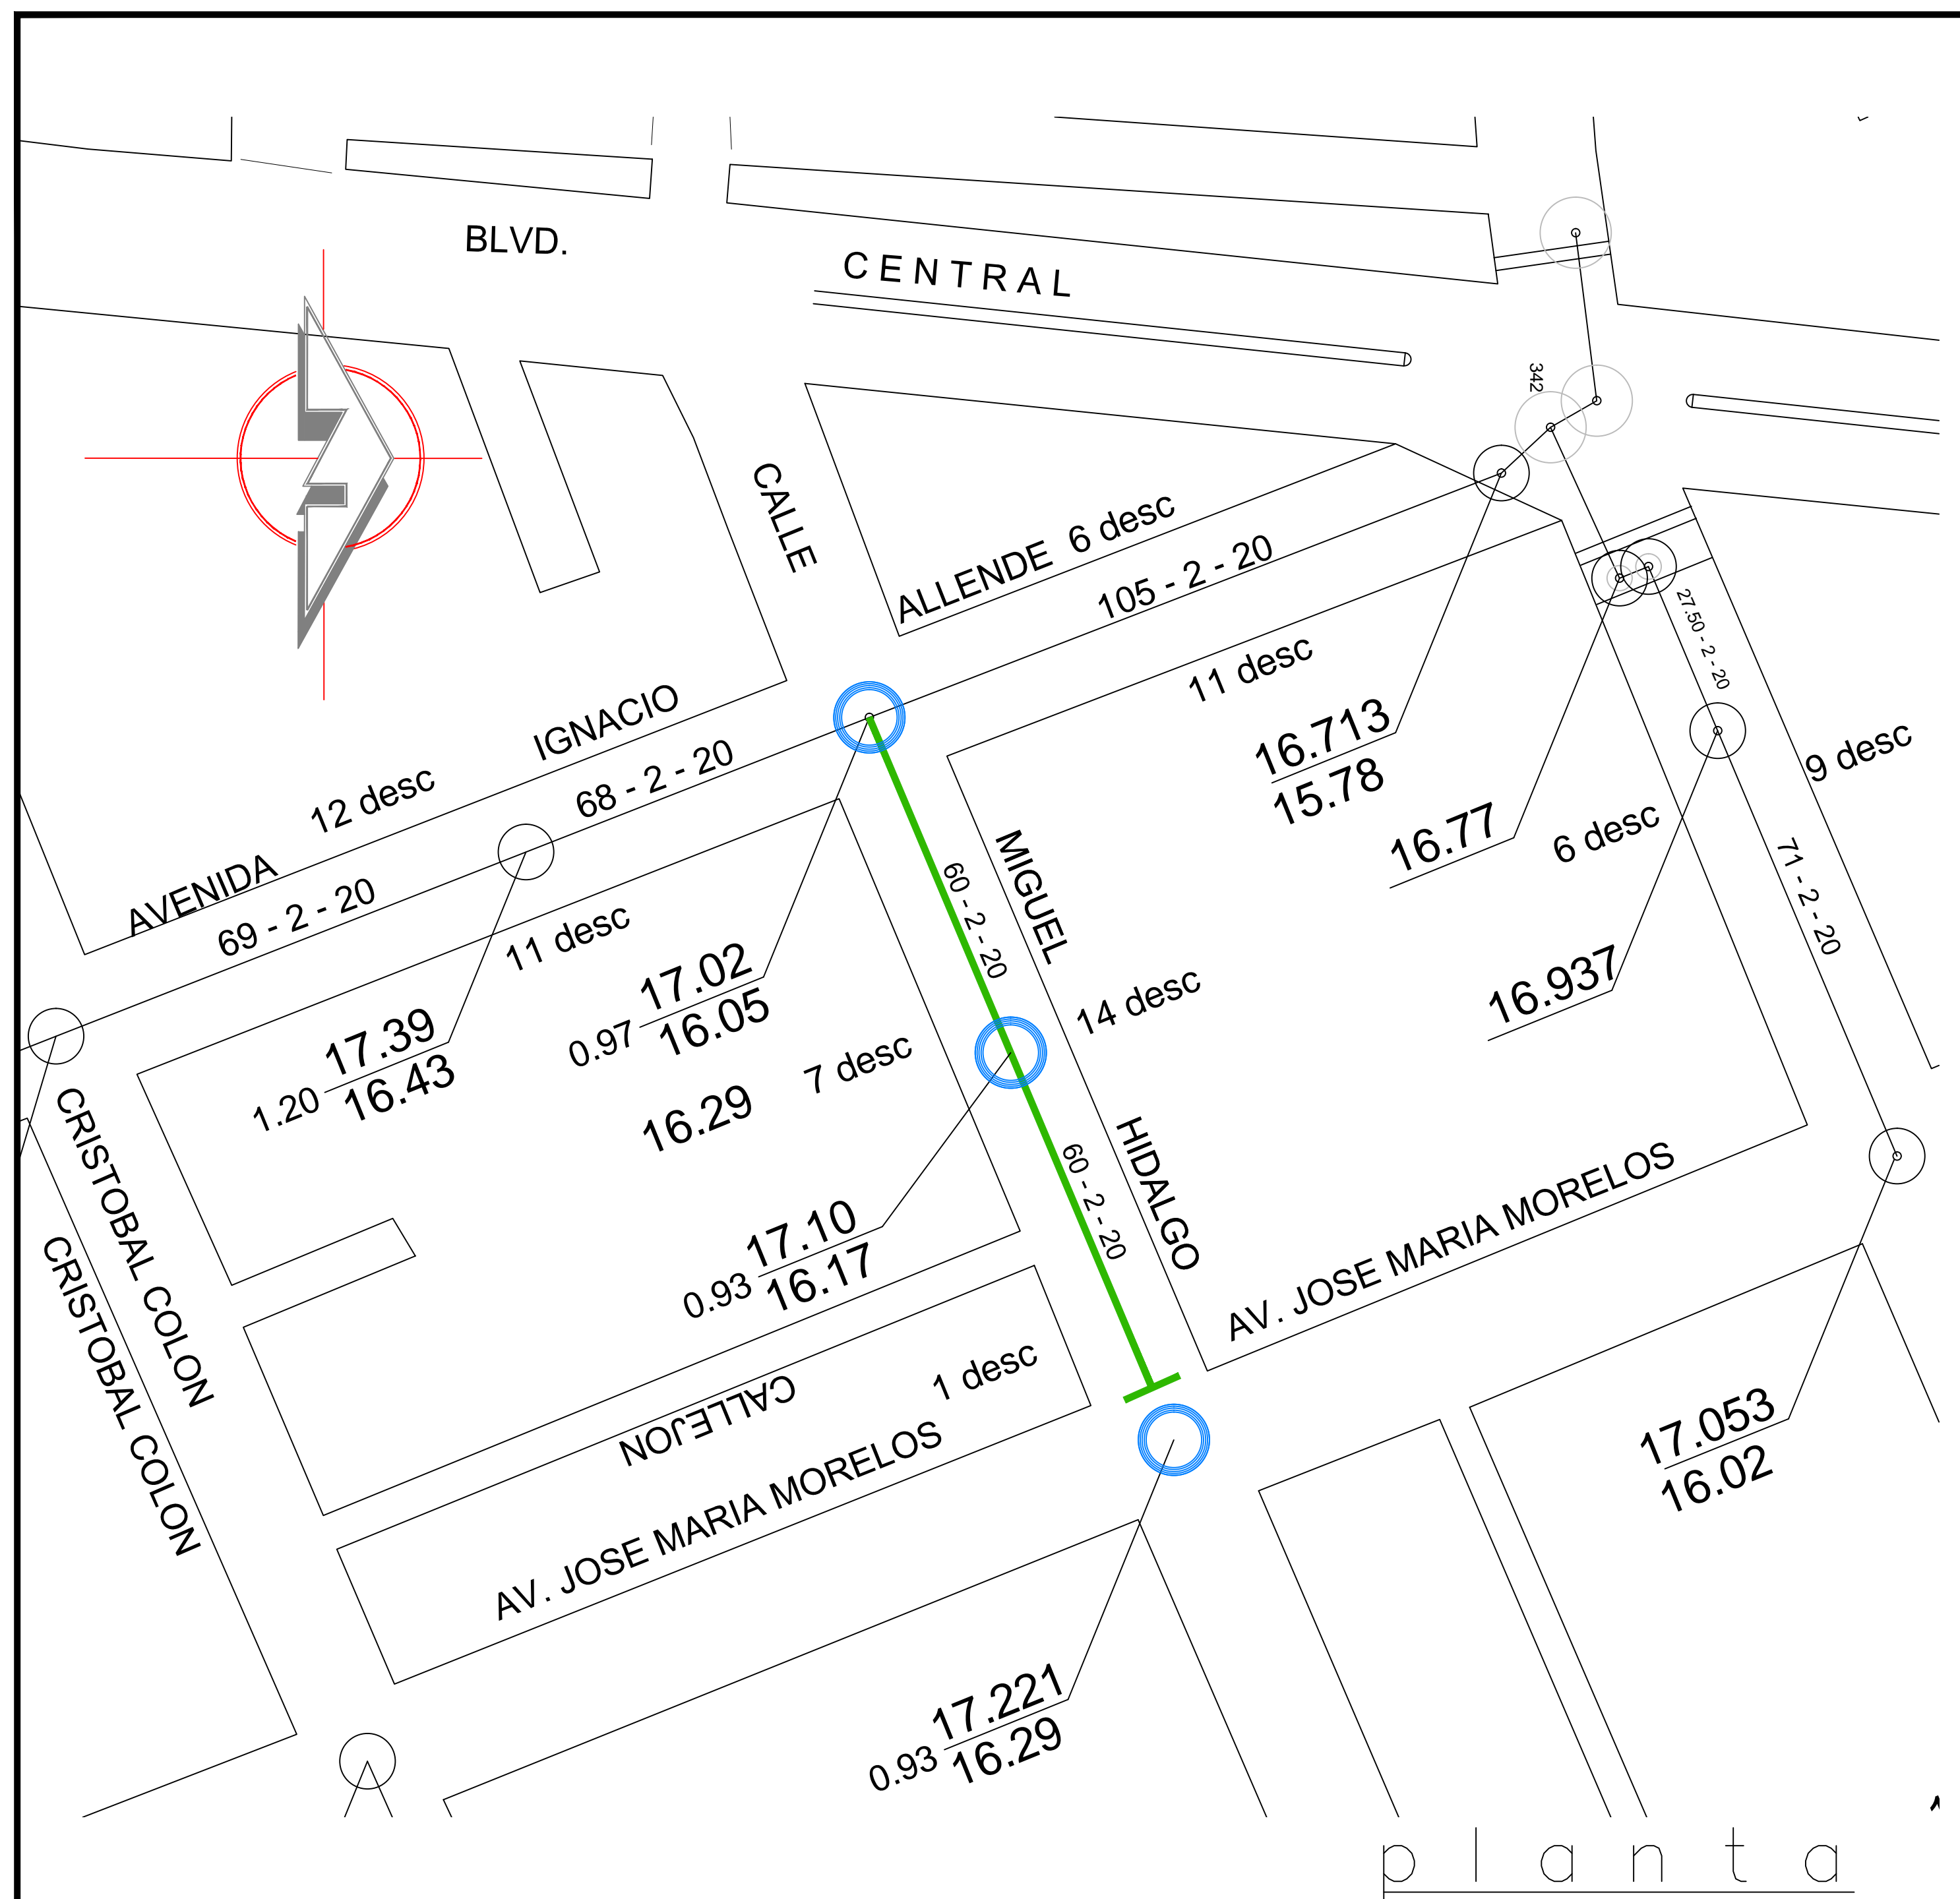 BLVD.
CENTRAL
342
CALLE
ALLENDE
6 desc
105 - 2 - 20
27.50 - 2 - 20
11 desc
IGNACIO
68 - 2 - 20
12 desc
16.713
15.78
9 desc
16.77
6 desc
71 - 2 - 20
AVENIDA
69 - 2 - 20
60 - 2 - 20
MIGUEL
11 desc
17.02
0.97
16.05
14 desc
16.937
17.39
1.20
16.43
7 desc
16.29
CRISTOBAL COLON
CRISTOBAL COLON
60 - 2 - 20
HIDALGO
AV. JOSE MARIA MORELOS
17.10
0.93
16.17
1 desc
CALLEJON
AV. JOSE MARIA MORELOS
17.053
16.02
17.221
0.93
16.29
planta